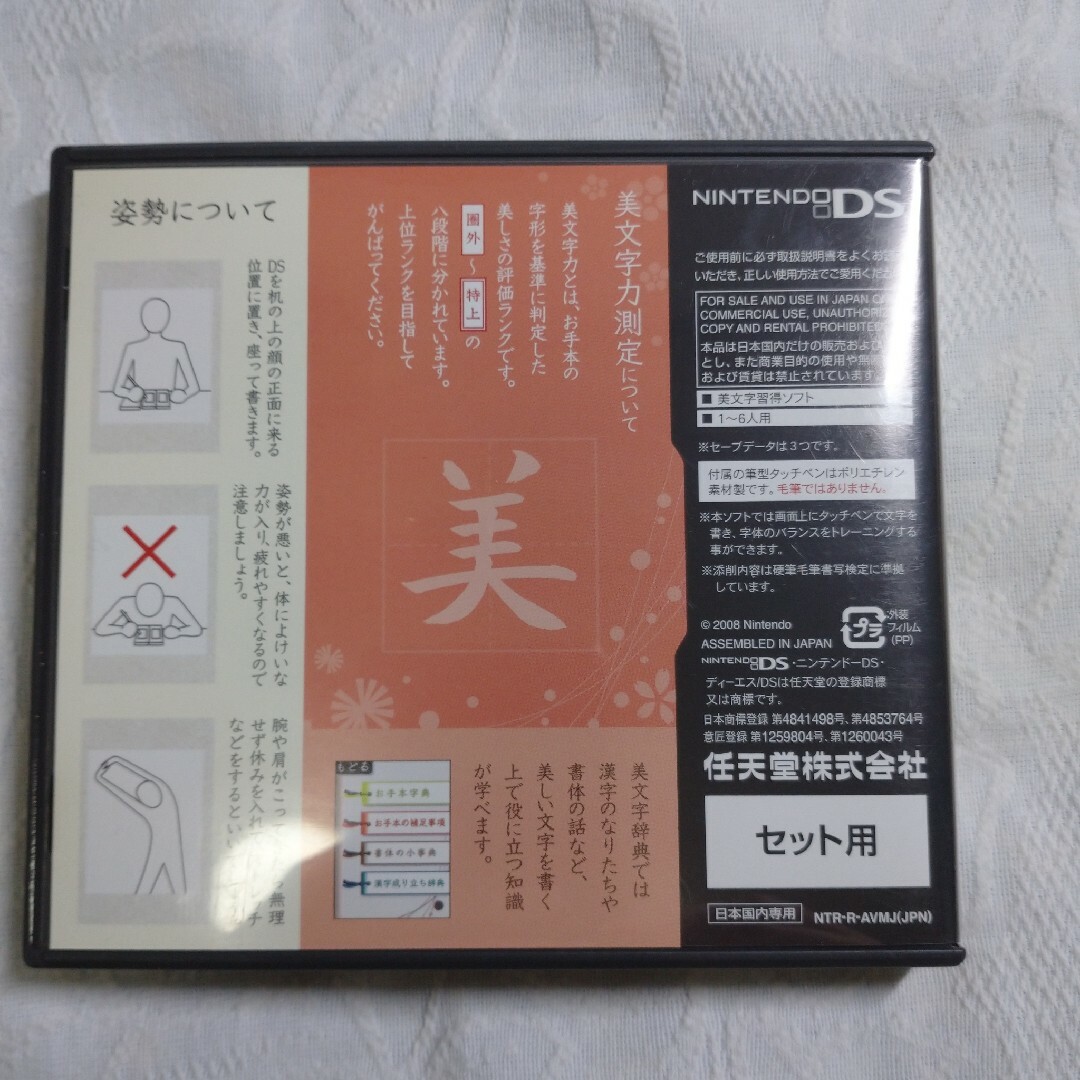 姿勢について
DSを机の上の顔の正面に来る
位置に置き、座って書きます。
姿勢が悪いと、体によけいな
力が入り、疲れやすくなるので
注意しましょう。
腕や肩がこって
無理
せず休みを入れて
ッチ
などをするとい
美文字力測定について
美文字力とは、お手本の
字形を基準に判定した
美しさの評価ランクです。
圏外～特上の
八段階に分かれています。
上位ランクを目指して
がんばってください。
美
美文字辞典では
漢字のなりたちや
書体の話など、
美しい文字を書く
上で役に立つ知識
が学べます。
もどる
お手本字典
お手本の補足事項
書体の小事典
漢字成り立ち辞典
NINTENDO DS
ご使用前に必ず取扱説明書をよくお
いただき、正しい使用方法でご愛用くだ
FOR SALE AND USE IN JAPAN
COMMERCIAL USE,
COPY AND RENTAL PROHIBITED
本品は日本国内だけの販売およ
とし、また商業目的の使用や無
および賃貸は禁止されています。
■ 美文字習得ソフト
■ 1～6人用
※セーブデータは3つです。
付属の筆型タッチペンはポリエチレン
素材製です。毛筆ではありません。
※本ソフトでは画面上にタッチペンで文字を
書き、字体のバランスをトレーニングする
事ができます。
※添削内容は硬筆毛筆書写検定に準拠
しています。
© 2008 Nintendo
ASSEMBLED IN JAPAN
プラ
外装
フィルム
(PP)
NINTENDO DS・ニンテンドーDS・
ディーエス/DSは任天堂の登録商標
又は商標です。
日本商標登録 第4841498号、第4853764号
意匠登録 第1259804号、第1260043号
任天堂株式会社
セット用
日本国内専用
NTR-R-AVMJ(JPN)